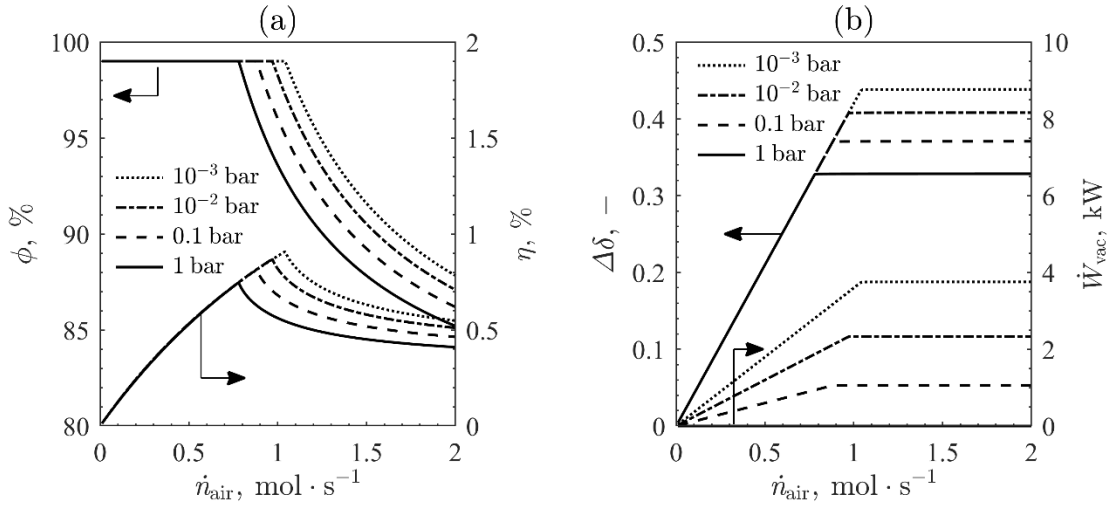 (a)
100
95
90
85
80
ϕ, %
2
1.5
1
0.5
0
η, %
10⁻³ bar
10⁻² bar
0.1 bar
1 bar
0 0.5 1 1.5 2
ṅair, mol · s⁻¹
(b)
0.5
0.4
0.3
0.2
0.1
0
Δδ, −
10
8
6
4
2
0
Ẇvac, kW
10⁻³ bar
10⁻² bar
0.1 bar
1 bar
0 0.5 1 1.5 2
ṅair, mol · s⁻¹